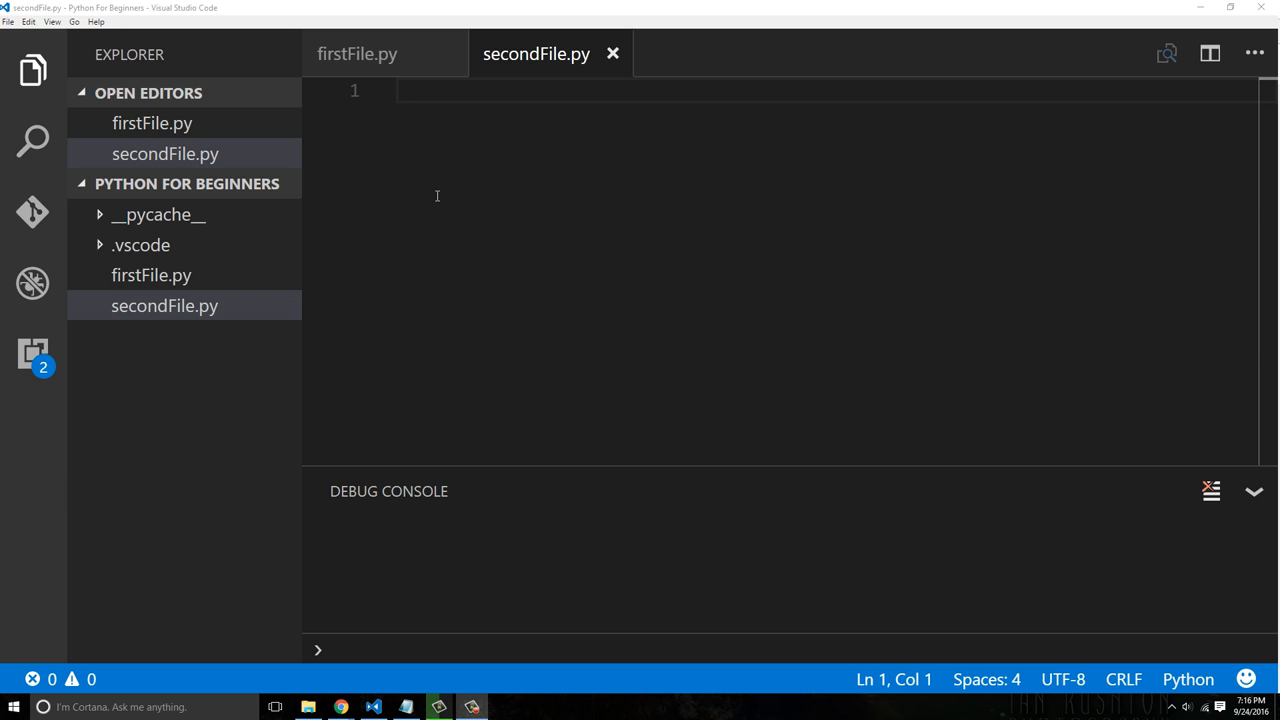 secondFile.py - Python For Beginners - Visual Studio Code
File Edit View Go Help
EXPLORER
OPEN EDITORS
firstFile.py
secondFile.py
PYTHON FOR BEGINNERS
__pycache__
.vscode
firstFile.py
secondFile.py
2
firstFile.py secondFile.py
1
DEBUG CONSOLE
0 0 Ln 1, Col 1 Spaces: 4 UTF-8 CRLF Python
I'm Cortana. Ask me anything.
IAN RUSHTON
7:16 PM
9/24/2016